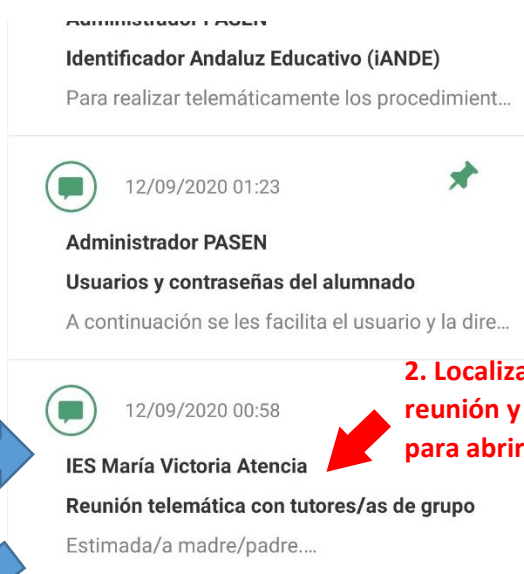 Administrador PASEN
Identificador Andaluz Educativo (iANDE)
Para realizar telemáticamente los procedimient...
12/09/2020 01:23
Administrador PASEN
Usuarios y contraseñas del alumnado
A continuación se les facilita el usuario y la dire...
2. Localiza
12/09/2020 00:58
reunión y
para abrir
IES María Victoria Atencia
Reunión telemática con tutores/as de grupo
Estimada/a madre/padre....